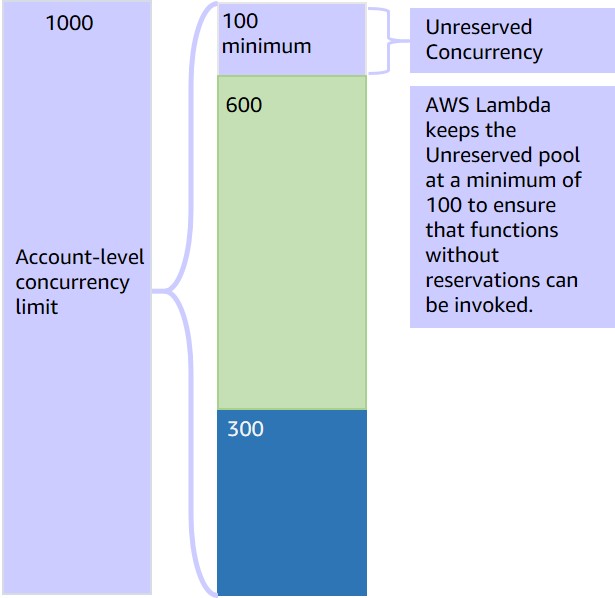 1000
Account-level
concurrency
limit
100
minimum
600
300
Unreserved
Concurrency
AWS Lambda
keeps the
Unreserved pool
at a minimum of
100 to ensure
that functions
without
reservations can
be invoked.